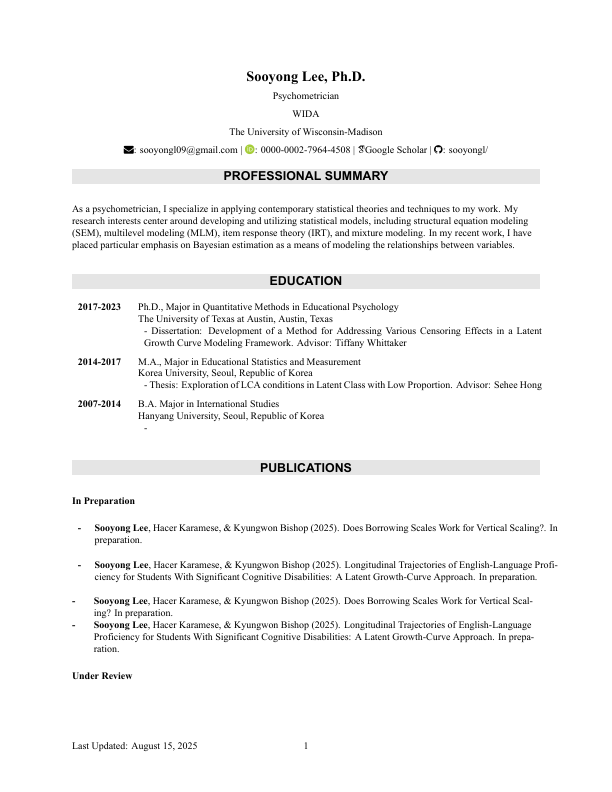 Sooyong Lee, Ph.D.
Psychometrician
WIDA
The University of Wisconsin-Madison
: sooyongl09@gmail.com | : 0000-0002-7964-4508 | Google Scholar | : sooyongl/
PROFESSIONAL SUMMARY
As a psychometrician, I specialize in applying contemporary statistical theories and techniques to my work. My
research interests center around developing and utilizing statistical models, including structural equation modeling
(SEM), multilevel modeling (MLM), item response theory (IRT), and mixture modeling. In my recent work, I have
placed particular emphasis on Bayesian estimation as a means of modeling the relationships between variables.
EDUCATION
2017-2023 Ph.D., Major in Quantitative Methods in Educational Psychology
The University of Texas at Austin, Austin, Texas
- Dissertation: Development of a Method for Addressing Various Censoring Effects in a Latent
Growth Curve Modeling Framework. Advisor: Tiffany Whittaker
2014-2017 M.A., Major in Educational Statistics and Measurement
Korea University, Seoul, Republic of Korea
- Thesis: Exploration of LCA conditions in Latent Class with Low Proportion. Advisor: Sehee Hong
2007-2014 B.A. Major in International Studies
Hanyang University, Seoul, Republic of Korea
-
PUBLICATIONS
In Preparation
- Sooyong Lee, Hacer Karamese, & Kyungwon Bishop (2025). Does Borrowing Scales Work for Vertical Scaling?. In
preparation.
- Sooyong Lee, Hacer Karamese, & Kyungwon Bishop (2025). Longitudinal Trajectories of English-Language Profi-
ciency for Students With Significant Cognitive Disabilities: A Latent Growth-Curve Approach. In preparation.
- Sooyong Lee, Hacer Karamese, & Kyungwon Bishop (2025). Does Borrowing Scales Work for Vertical Scal-
ing? In preparation.
- Sooyong Lee, Hacer Karamese, & Kyungwon Bishop (2025). Longitudinal Trajectories of English-Language
Proficiency for Students With Significant Cognitive Disabilities: A Latent Growth-Curve Approach. In prepa-
ration.
Under Review
Last Updated: August 15, 2025 1